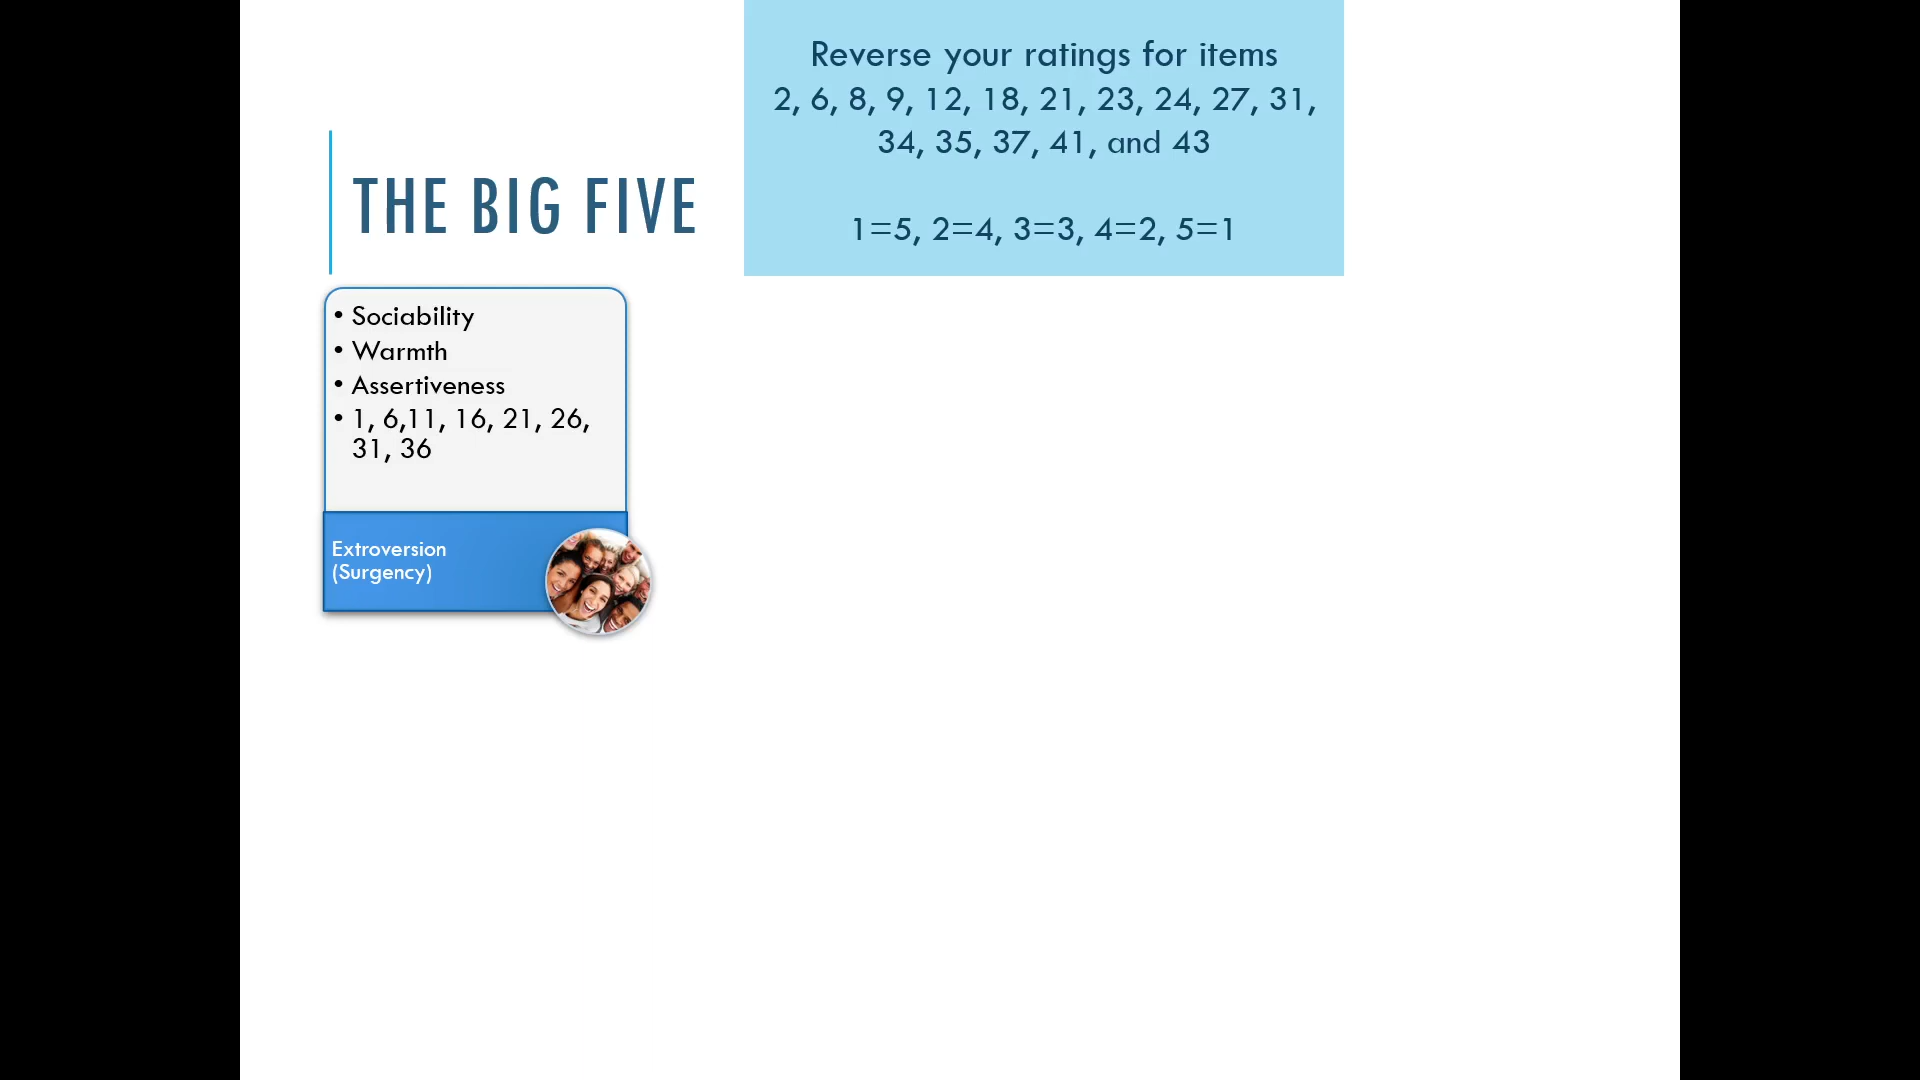 Reverse your ratings for items
2, 6, 8, 9, 12, 18, 21, 23, 24, 27, 31,
34, 35, 37, 41, and 43
1=5, 2=4, 3=3, 4=2, 5=1
THE BIG FIVE
• Sociability
• Warmth
• Assertiveness
• 1, 6,11, 16, 21, 26,
31, 36
Extroversion
(Surgency)